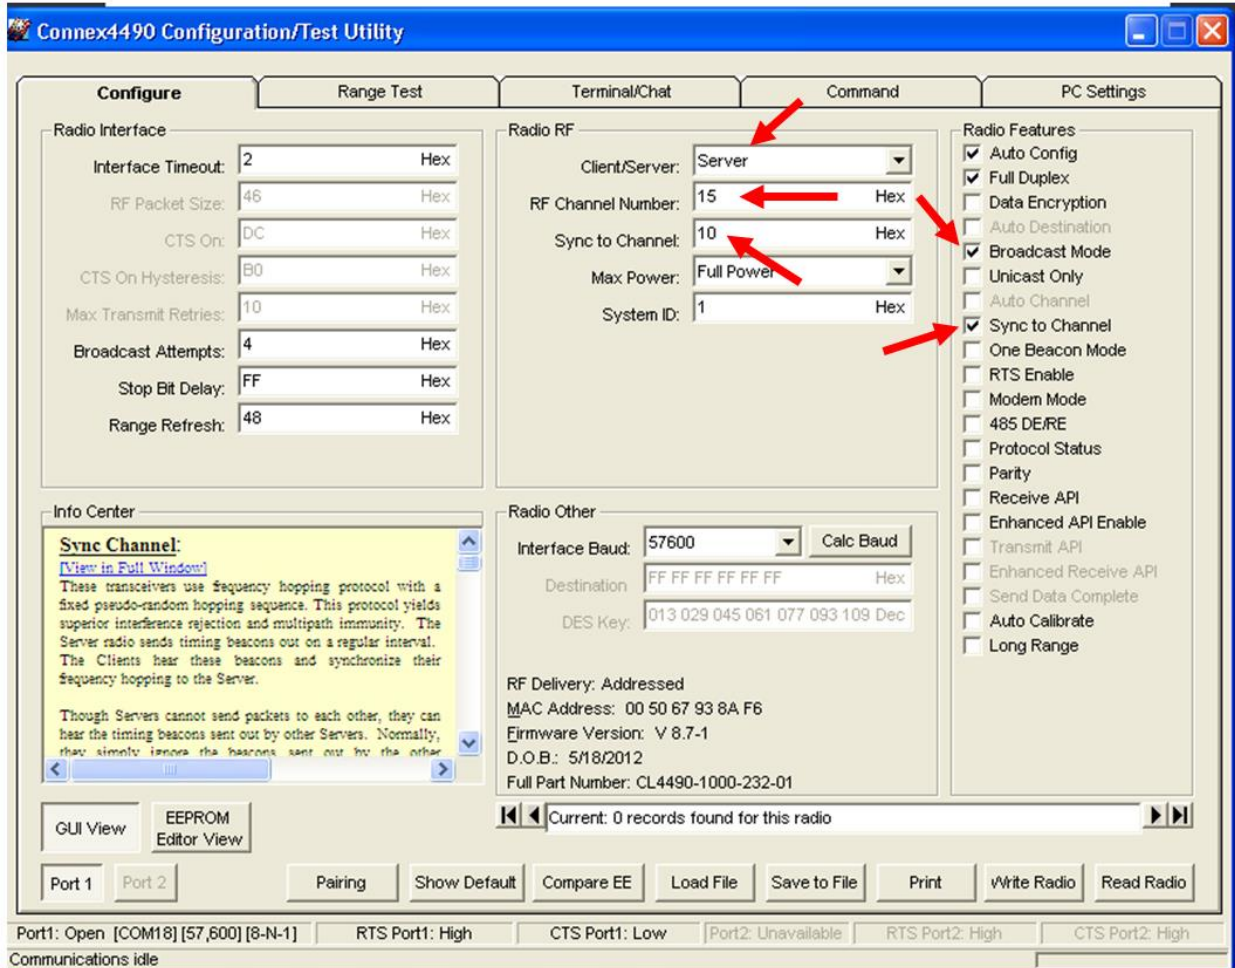 Connex4490 Configuration/Test Utility
Configure Range Test Terminal/Chat Command PC Settings
Radio Interface
Interface Timeout: 2 Hex
RF Packet Size: 46 Hex
CTS On: DC Hex
CTS On Hysteresis: B0 Hex
Max Transmit Retries: 10 Hex
Broadcast Attempts: 4 Hex
Stop Bit Delay: FF Hex
Range Refresh: 48 Hex
Radio RF
Client/Server: Server
RF Channel Number: 15 Hex
Sync to Channel: 10 Hex
Max Power: Full Power
System ID: 1 Hex
Radio Features
Auto Config
Full Duplex
Data Encryption
Auto Destination
Broadcast Mode
Unicast Only
Auto Channel
Sync to Channel
One Beacon Mode
RTS Enable
Modem Mode
485 DE/RE
Protocol Status
Parity
Receive API
Enhanced API Enable
Transmit API
Enhanced Receive API
Send Data Complete
Auto Calibrate
Long Range
Info Center
Sync Channel:
[View in Full Window]
These transceivers use frequency hopping protocol with a
fixed pseudo-random hopping sequence. This protocol yields
superior interference rejection and multipath immunity. The
Server radio sends timing beacons out on a regular interval.
The Clients hear these beacons and synchronize their
frequency hopping to the Server.
Though Servers cannot send packets to each other, they can
hear the timing beacons sent out by other Servers. Normally,
they simply ignore the beacons sent out by the other
Radio Other
Interface Baud: 57600 Calc Baud
Destination FF FF FF FF FF FF Hex
DES Key: 013 029 045 061 077 093 109 Dec
RF Delivery: Addressed
MAC Address: 00 50 67 93 8A F6
Firmware Version: V 8.7-1
D.O.B.: 5/18/2012
Full Part Number: CL4490-1000-232-01
Current: 0 records found for this radio
GUI View
EEPROM
Editor View
Port 1 Port 2 Pairing Show Default Compare EE Load File Save to File Print Write Radio Read Radio
Port1: Open [COM18] [57,600] [8-N-1] RTS Port1: High CTS Port1: Low Port2: Unavailable RTS Port2: High CTS Port2: High
Communications idle